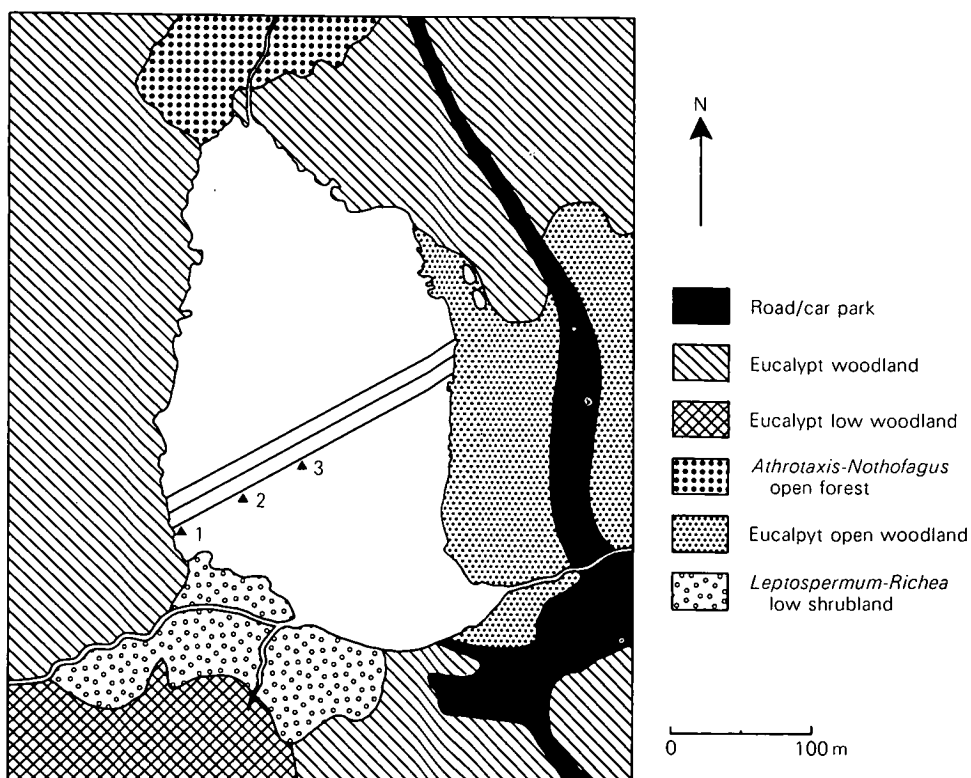 N
Road/car park
Eucalypt woodland
Eucalypt low woodland
Athrotaxis-Nothofagus
open forest
Eucalpyt open woodland
Leptospermum-Richea
low shrubland
3
2
1
0 100 m